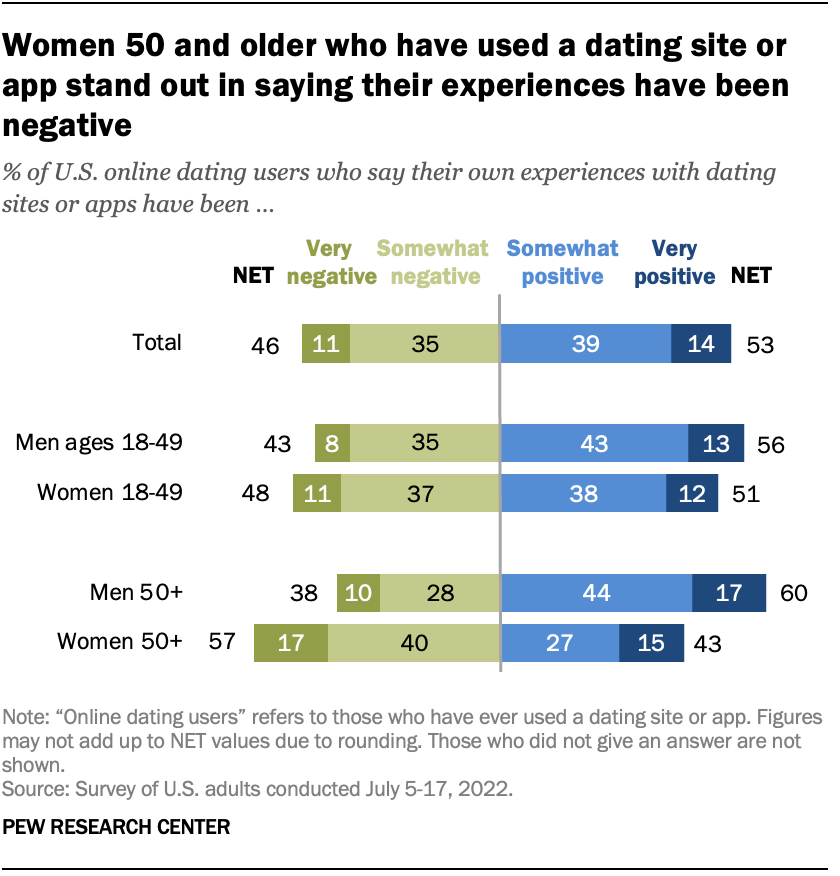 Women 50 and older who have used a dating site or
app stand out in saying their experiences have been
negative
% of U.S. online dating users who say their own experiences with dating
sites or apps have been ...
Very Somewhat Somewhat Very
NET negative negative positive positive NET
Total 46 11 35 39 14 53
Men ages 18-49 43 8 35 43 13 56
Women 18-49 48 11 37 38 12 51
Men 50+ 38 10 28 44 17 60
Women 50+ 57 17 40 27 15 43
Note: “Online dating users” refers to those who have ever used a dating site or app. Figures
may not add up to NET values due to rounding. Those who did not give an answer are not
shown.
Source: Survey of U.S. adults conducted July 5-17, 2022.
PEW RESEARCH CENTER